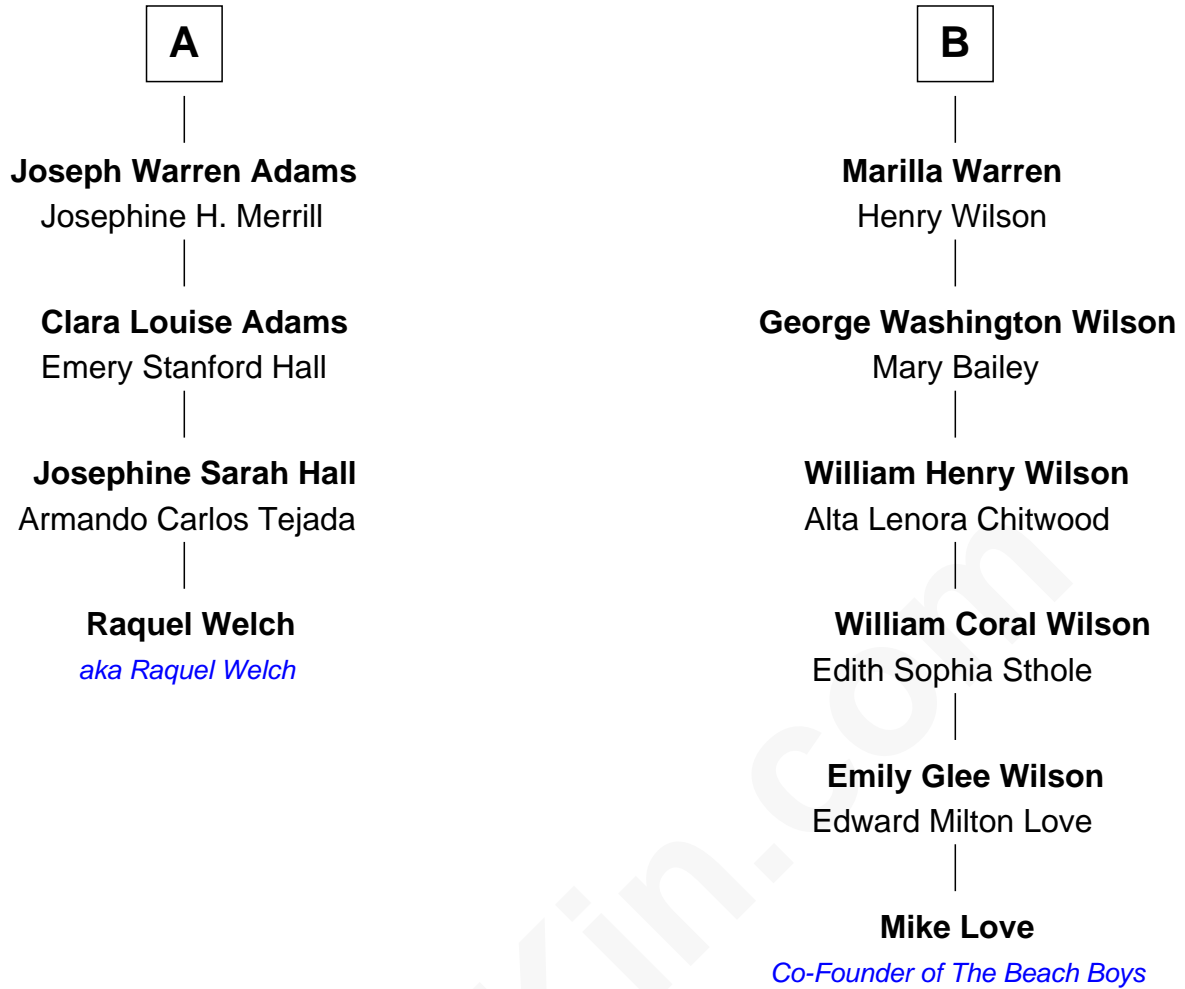 A
Joseph Warren Adams
Josephine H. Merrill
Clara Louise Adams
Emery Stanford Hall
Josephine Sarah Hall
Armando Carlos Tejada
Raquel Welch
aka Raquel Welch
B
Marilla Warren
Henry Wilson
George Washington Wilson
Mary Bailey
William Henry Wilson
Alta Lenora Chitwood
William Coral Wilson
Edith Sophia Sthole
Emily Glee Wilson
Edward Milton Love
Mike Love
Co-Founder of The Beach Boys
Kin.com